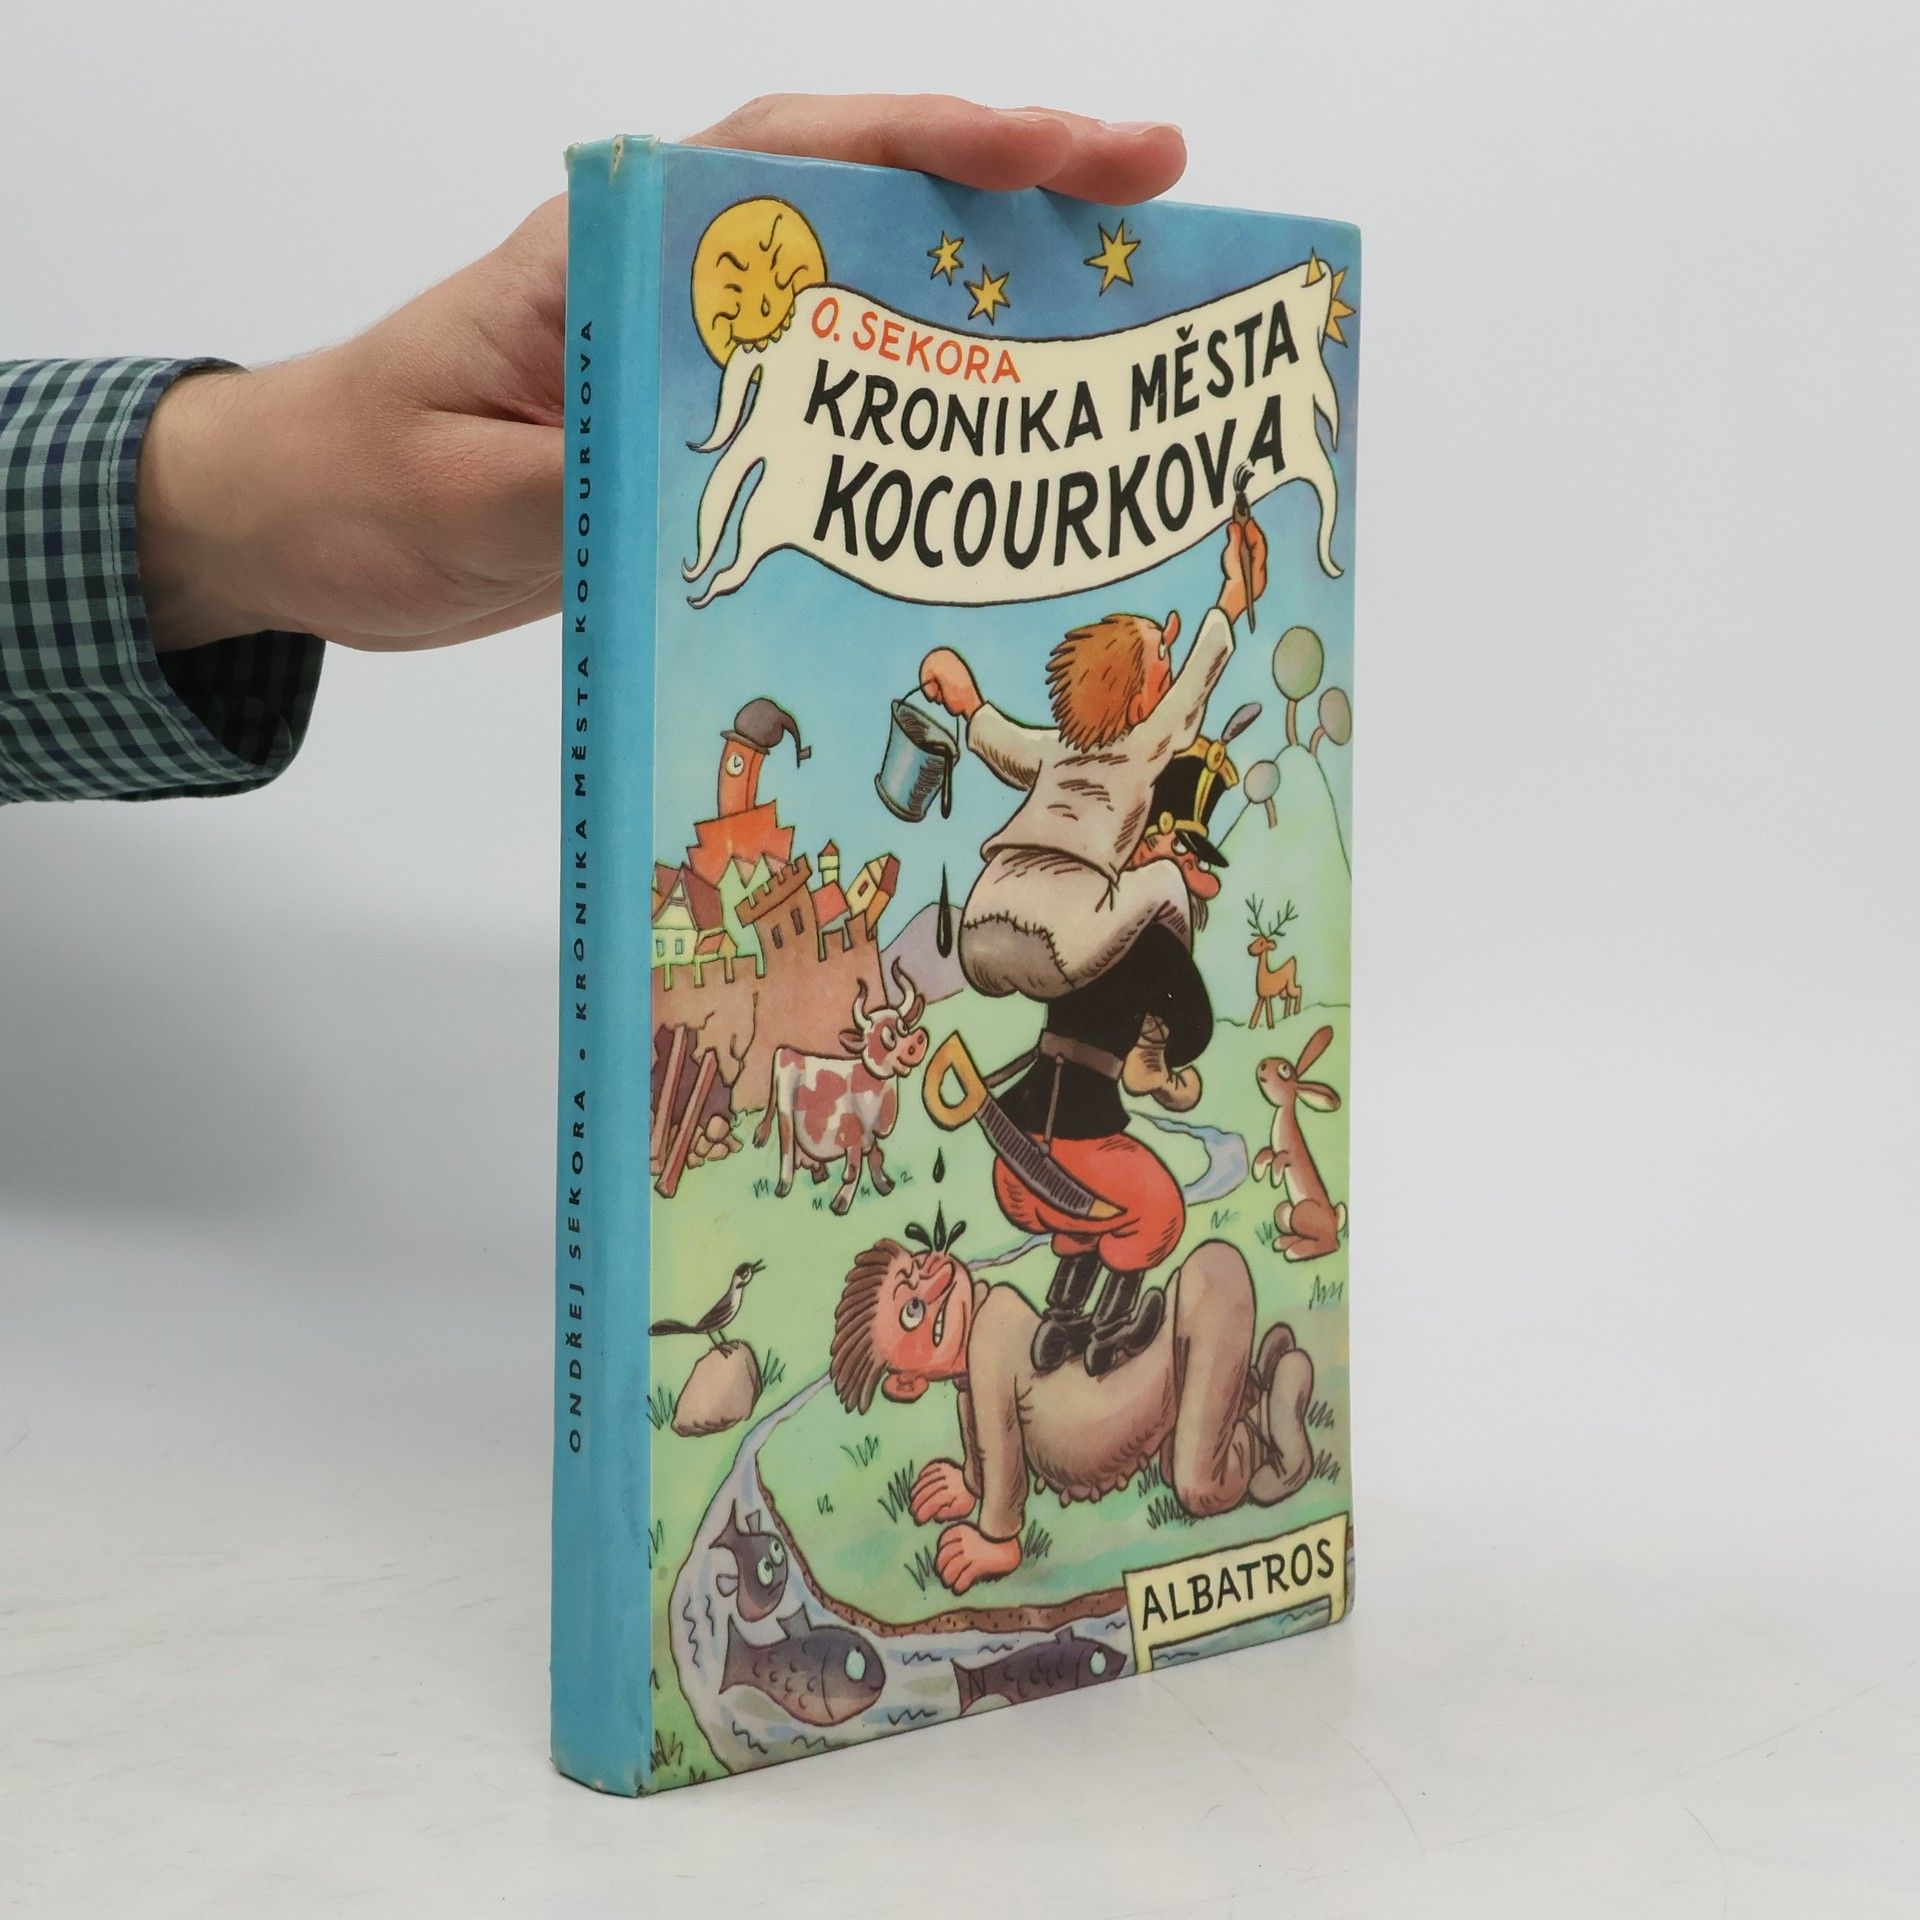 O. SEKORA
KRONIKA MĚSTA
KOCOURKOVA
ALBATROS
ONDŘEJ SEKORA • KRONIKA MĚSTA KOCOURKOVA